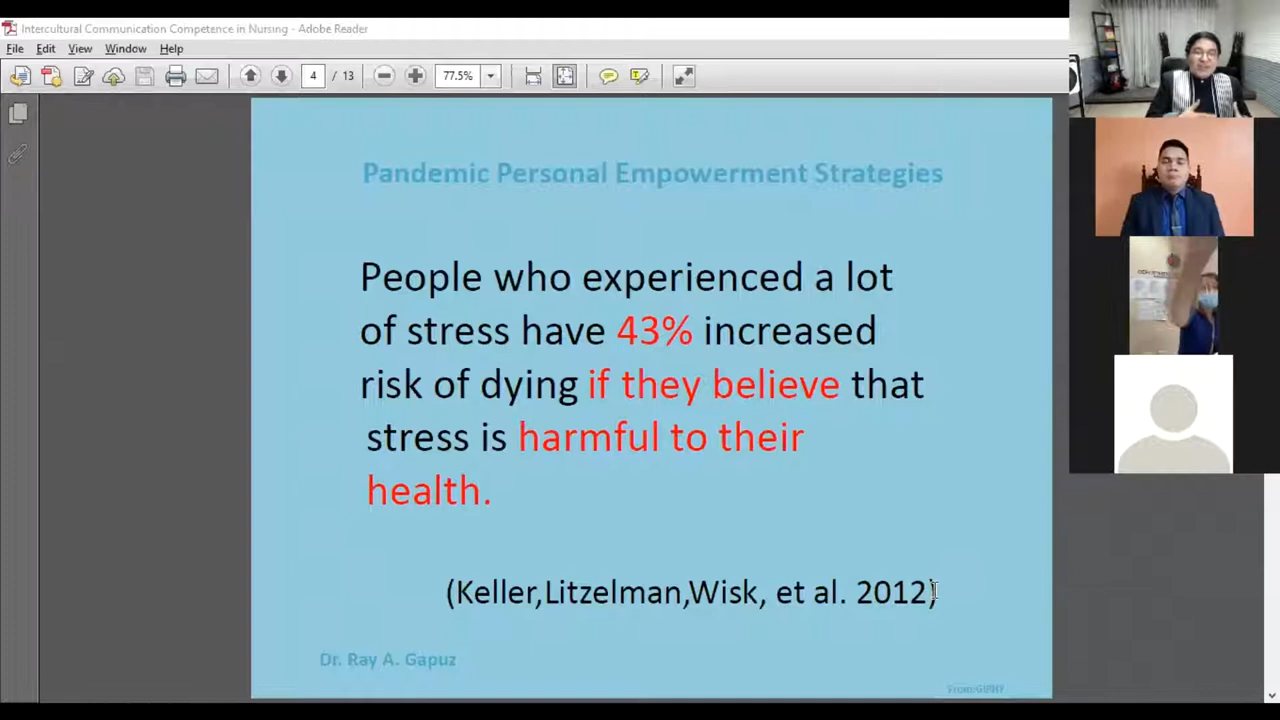 Intercultural Communication Competence in Nursing - Adobe Reader
File Edit View Window Help
4 / 13 77.5%
Pandemic Personal Empowerment Strategies
People who experienced a lot
of stress have 43% increased
risk of dying if they believe that
stress is harmful to their
health.
(Keller,Litzelman,Wisk, et al. 2012)
Dr. Ray A. Gapuz
From:GIPHY